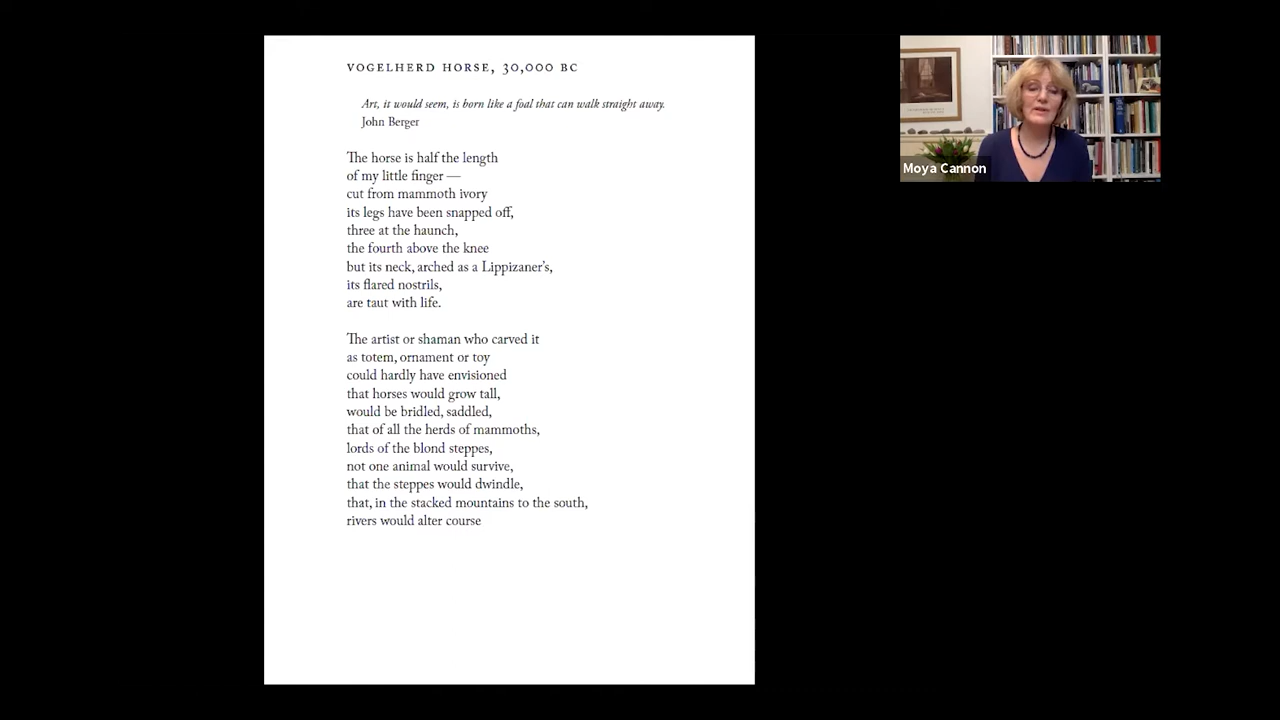 VOGELHERD HORSE, 30,000 BC
Art, it would seem, is born like a foal that can walk straight away.
John Berger
The horse is half the length
of my little finger —
cut from mammoth ivory
its legs have been snapped off,
three at the haunch,
the fourth above the knee
but its neck, arched as a Lippizaner's,
its flared nostrils,
are taut with life.
The artist or shaman who carved it
as totem, ornament or toy
could hardly have envisioned
that horses would grow tall,
would be bridled, saddled,
that of all the herds of mammoths,
lords of the blond steppes,
not one animal would survive,
that the steppes would dwindle,
that, in the stacked mountains to the south,
rivers would alter course
Moya Cannon